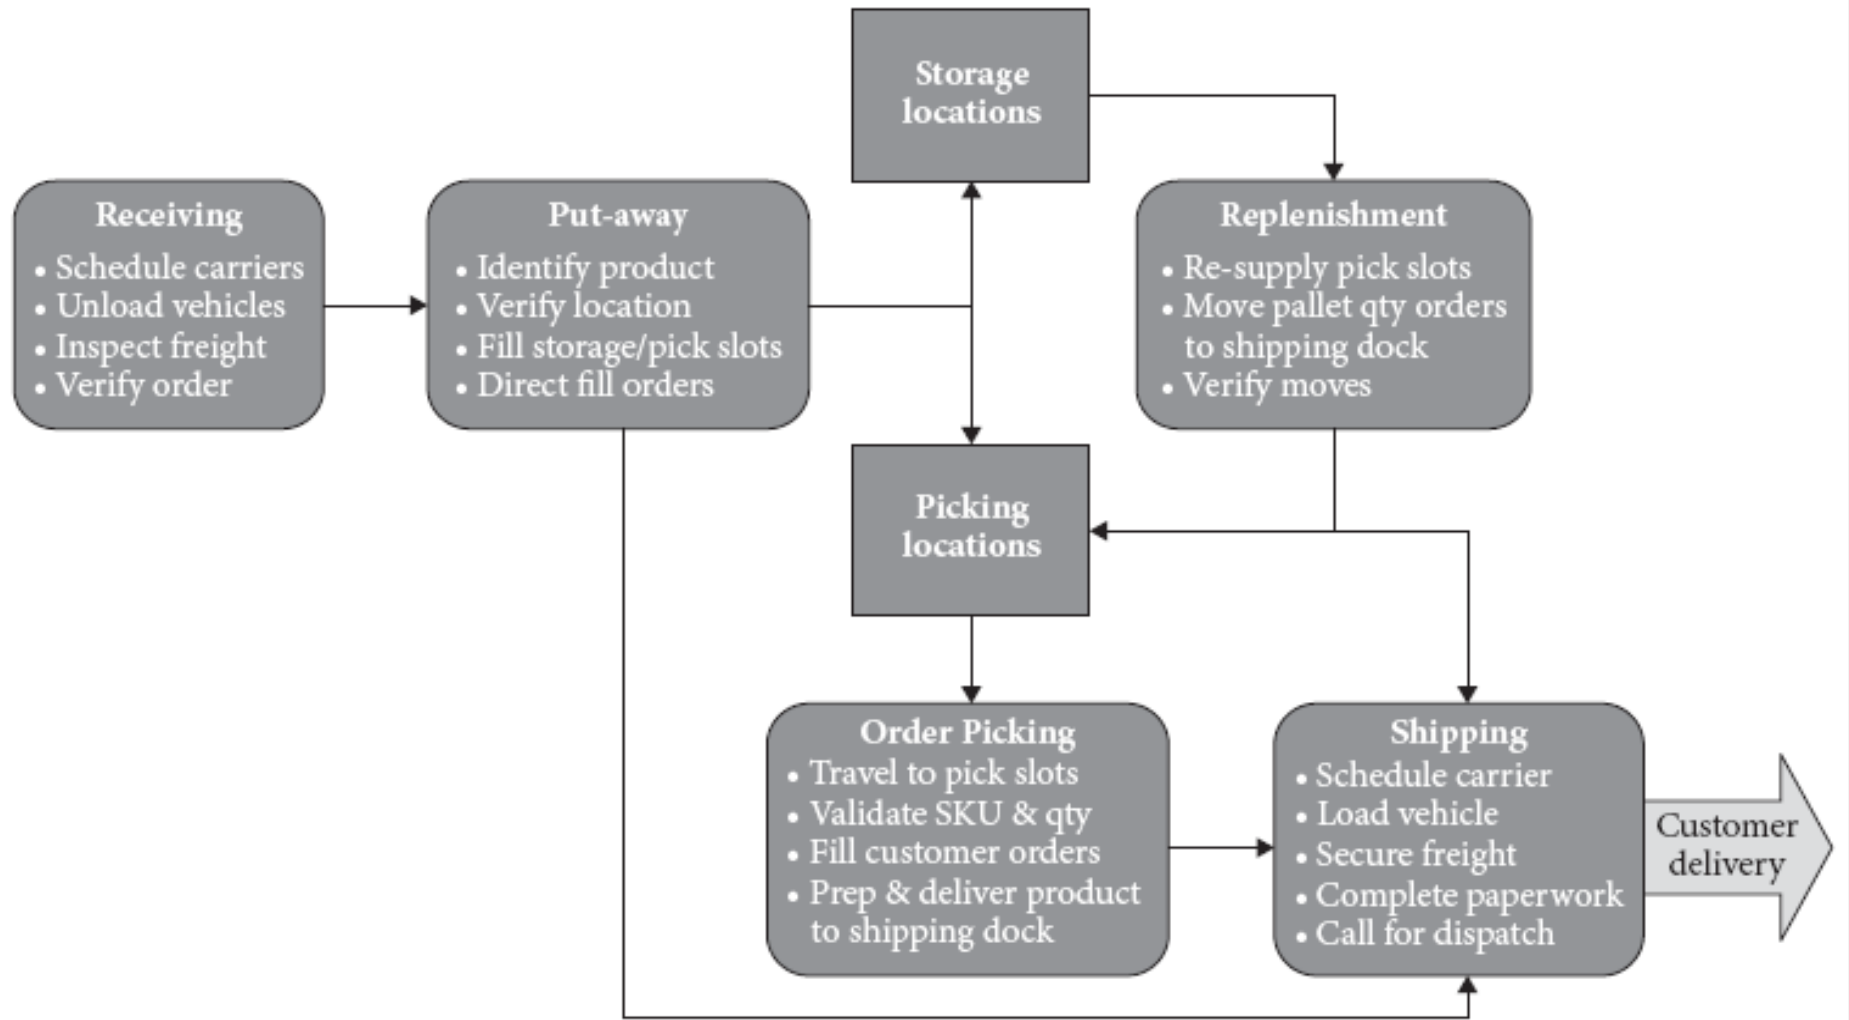 Storage
locations
Receiving
• Schedule carriers
• Unload vehicles
• Inspect freight
• Verify order
Put-away
• Identify product
• Verify location
• Fill storage/pick slots
• Direct fill orders
Replenishment
• Re-supply pick slots
• Move pallet qty orders
to shipping dock
• Verify moves
Picking
locations
Order Picking
• Travel to pick slots
• Validate SKU & qty
• Fill customer orders
• Prep & deliver product
to shipping dock
Shipping
• Schedule carrier
• Load vehicle
• Secure freight
• Complete paperwork
• Call for dispatch
Customer
delivery